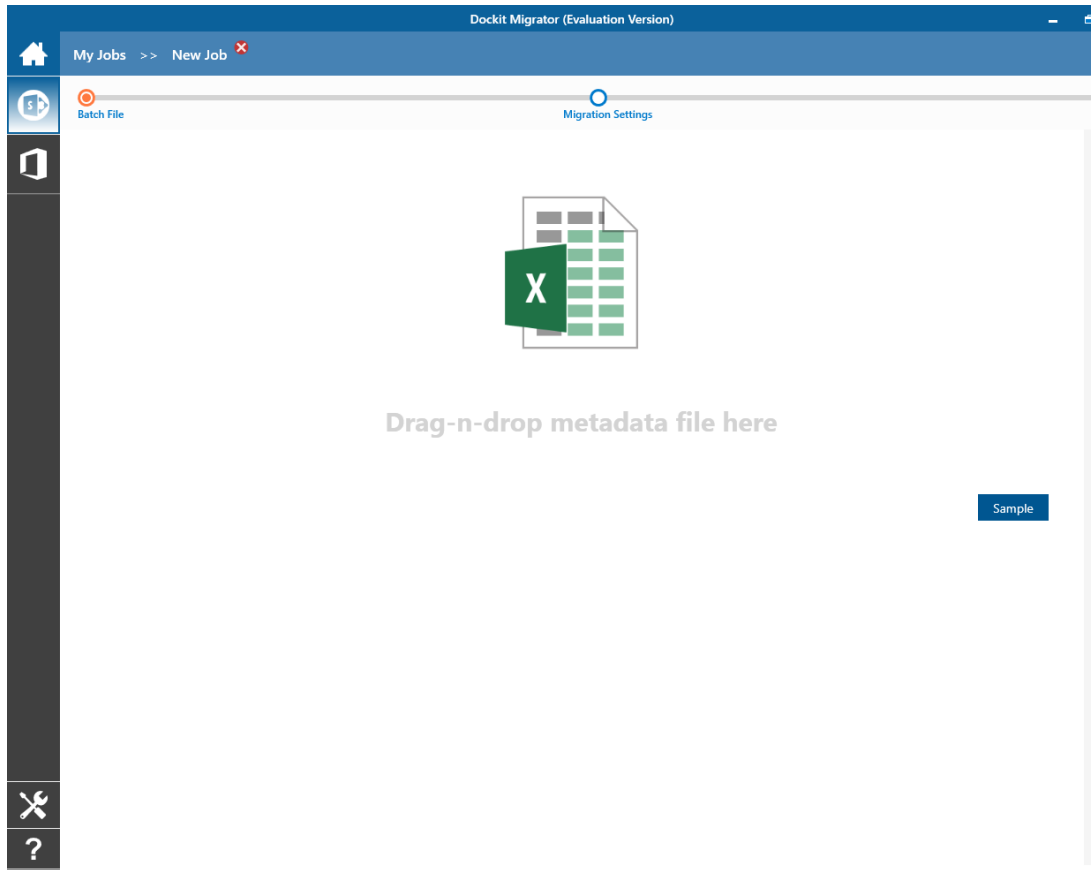 Dockit Migrator (Evaluation Version)
My Jobs >> New Job
Batch File
Migration Settings
S
X
Drag-n-drop metadata file here
Sample
?